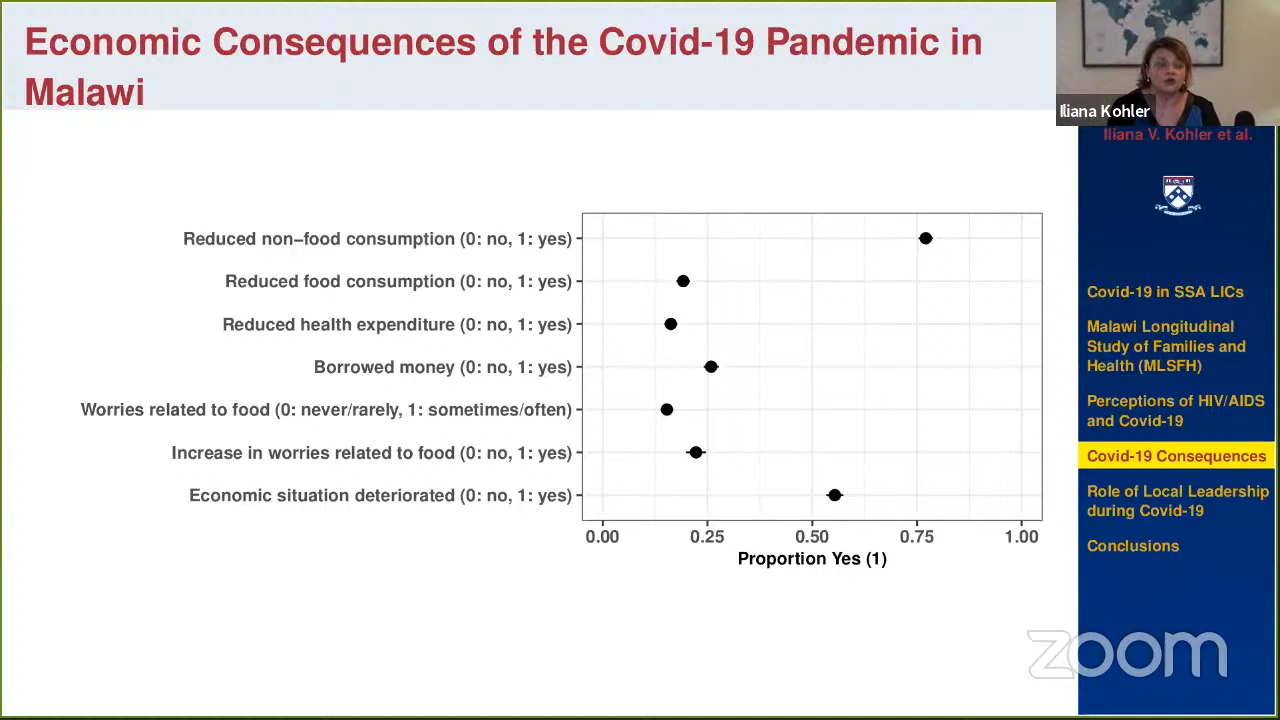 Economic Consequences of the Covid-19 Pandemic in
Malawi
Iliana Kohler
Iliana V. Kohler et al.
Reduced non−food consumption (0: no, 1: yes)
Reduced food consumption (0: no, 1: yes)
Reduced health expenditure (0: no, 1: yes)
Borrowed money (0: no, 1: yes)
Worries related to food (0: never/rarely, 1: sometimes/often)
Increase in worries related to food (0: no, 1: yes)
Economic situation deteriorated (0: no, 1: yes)
0.00 0.25 0.50 0.75 1.00
Proportion Yes (1)
Covid-19 in SSA LICs
Malawi Longitudinal
Study of Families and
Health (MLSFH)
Perceptions of HIV/AIDS
and Covid-19
Covid-19 Consequences
Role of Local Leadership
during Covid-19
Conclusions
zoom